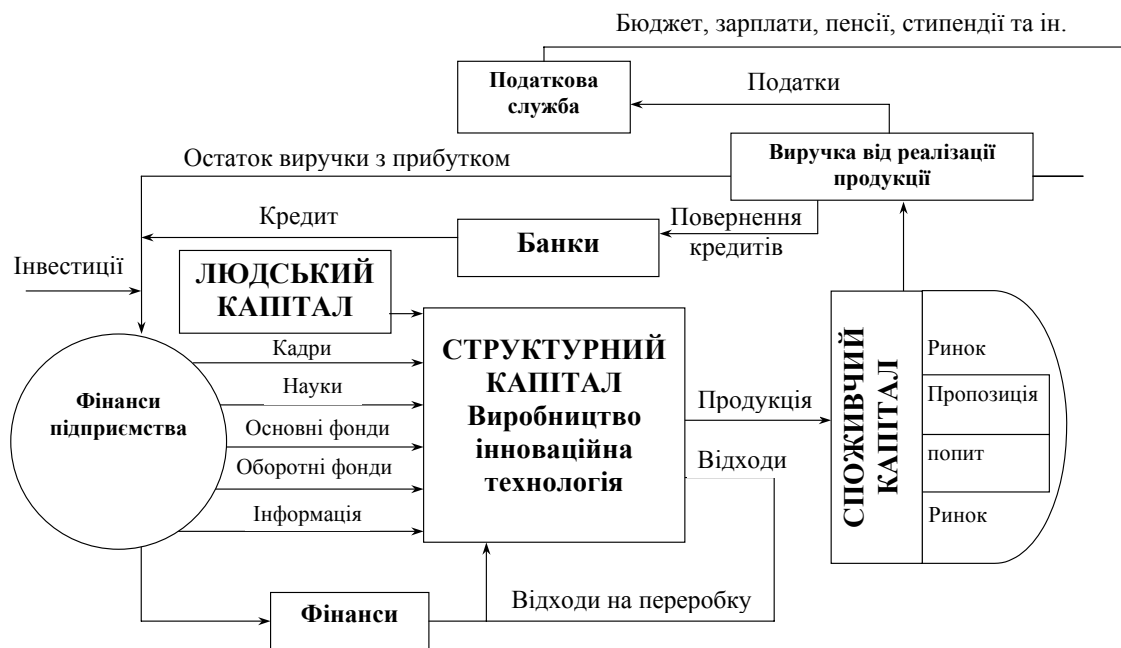 Бюджет, зарплати, пенсії, стипендії та ін.
Податкова
служба
Податки
Остаток виручки з прибутком
Виручка від реалізації
продукції
Кредит
Банки
Повернення
кредитів
Інвестиції
ЛЮДСЬКИЙ
КАПІТАЛ
Фінанси
підприємства
Кадри
Науки
Основні фонди
Оборотні фонди
Інформація
СТРУКТУРНИЙ
КАПІТАЛ
Виробництво
інноваційна
технологія
Продукція
Відходи
СПОЖИВЧИЙ
КАПІТАЛ
Ринок
Пропозиція
попит
Ринок
Фінанси
Відходи на переробку